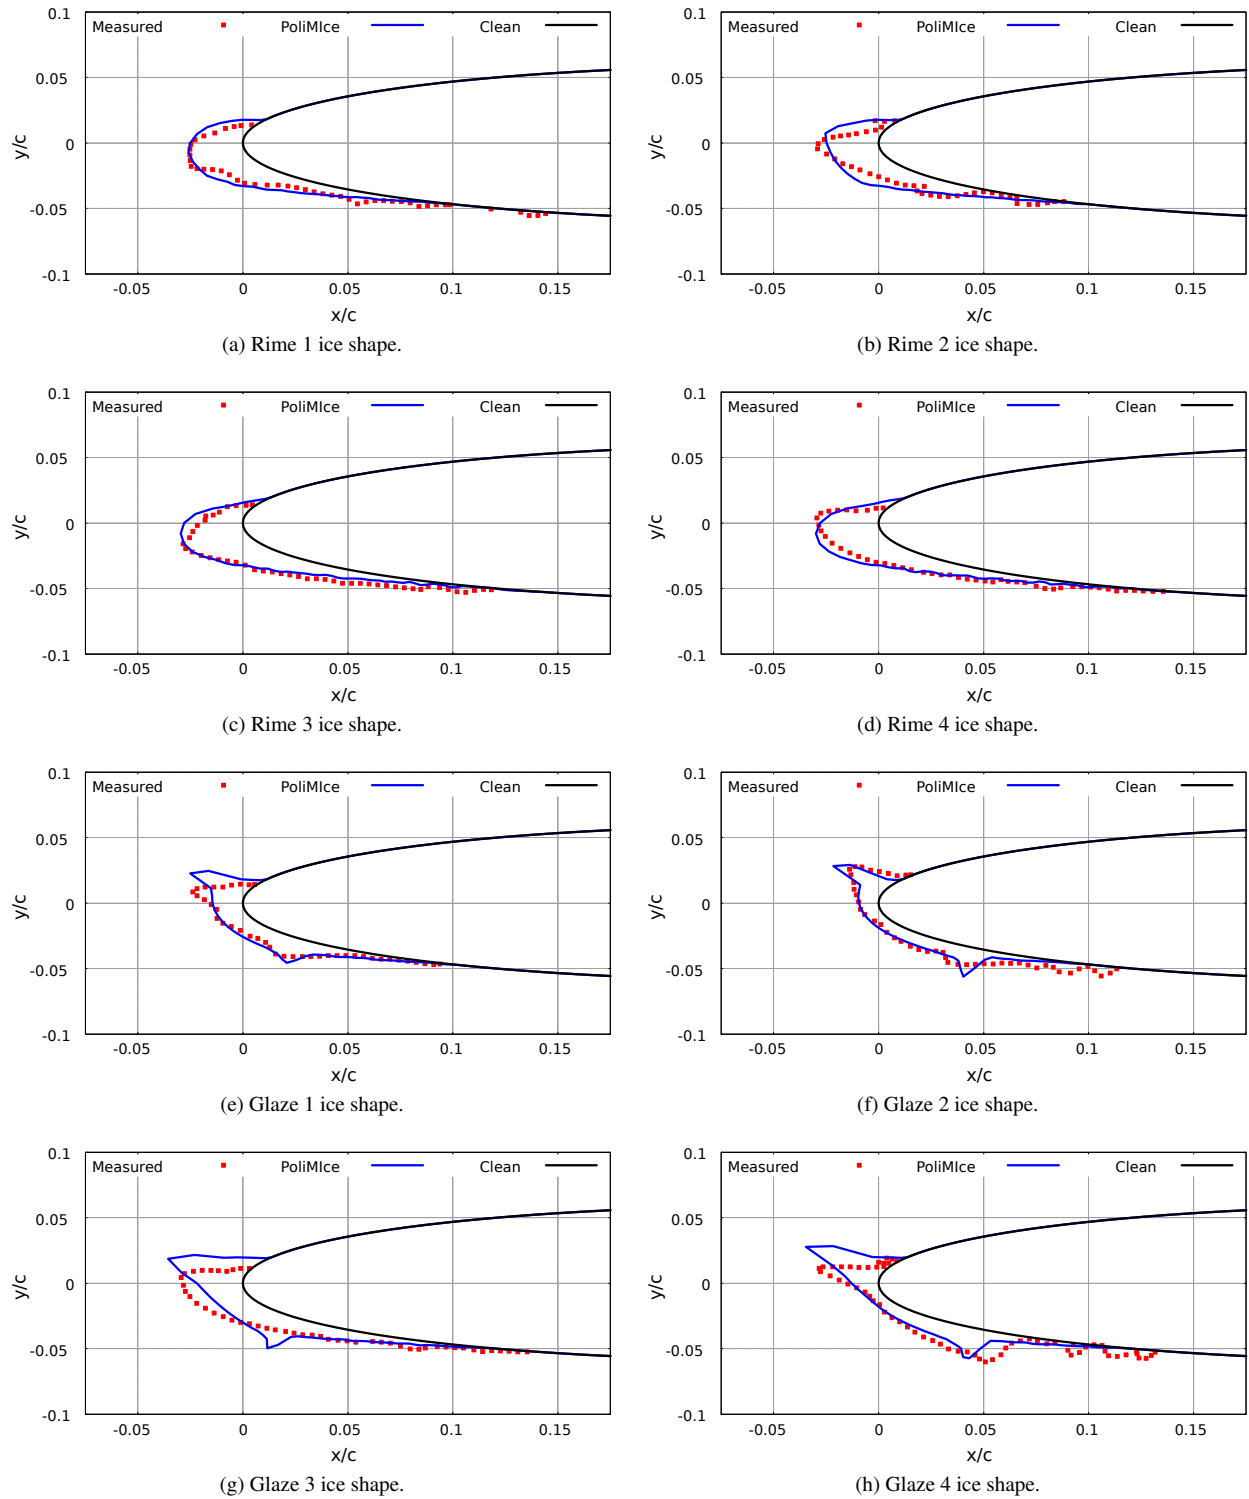 0.1
Measured PoliMIce Clean
0.05
y/c
0
-0.05
-0.1
-0.05 0 0.05 0.1 0.15
x/c
(a) Rime 1 ice shape.
0.1
Measured PoliMIce Clean
0.05
y/c
0
-0.05
-0.1
-0.05 0 0.05 0.1 0.15
x/c
(b) Rime 2 ice shape.
0.1
Measured PoliMIce Clean
0.05
y/c
0
-0.05
-0.1
-0.05 0 0.05 0.1 0.15
x/c
(c) Rime 3 ice shape.
0.1
Measured PoliMIce Clean
0.05
y/c
0
-0.05
-0.1
-0.05 0 0.05 0.1 0.15
x/c
(d) Rime 4 ice shape.
0.1
Measured PoliMIce Clean
0.05
y/c
0
-0.05
-0.1
-0.05 0 0.05 0.1 0.15
x/c
(e) Glaze 1 ice shape.
0.1
Measured PoliMIce Clean
0.05
y/c
0
-0.05
-0.1
-0.05 0 0.05 0.1 0.15
x/c
(f) Glaze 2 ice shape.
0.1
Measured PoliMIce Clean
0.05
y/c
0
-0.05
-0.1
-0.05 0 0.05 0.1 0.15
x/c
(g) Glaze 3 ice shape.
0.1
Measured PoliMIce Clean
0.05
y/c
0
-0.05
-0.1
-0.05 0 0.05 0.1 0.15
x/c
(h) Glaze 4 ice shape.